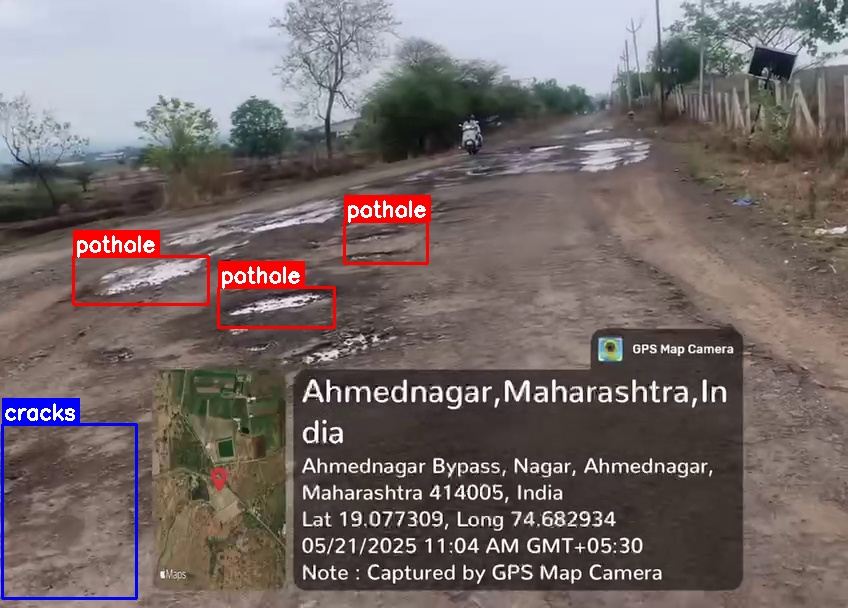 pothole
pothole
pothole
cracks
GPS Map Camera
Ahmednagar,Maharashtra,In
dia
Ahmednagar Bypass, Nagar, Ahmednagar,
Maharashtra 414005, India
Lat 19.077309, Long 74.682934
05/21/2025 11:04 AM GMT+05:30
Note : Captured by GPS Map Camera
Maps